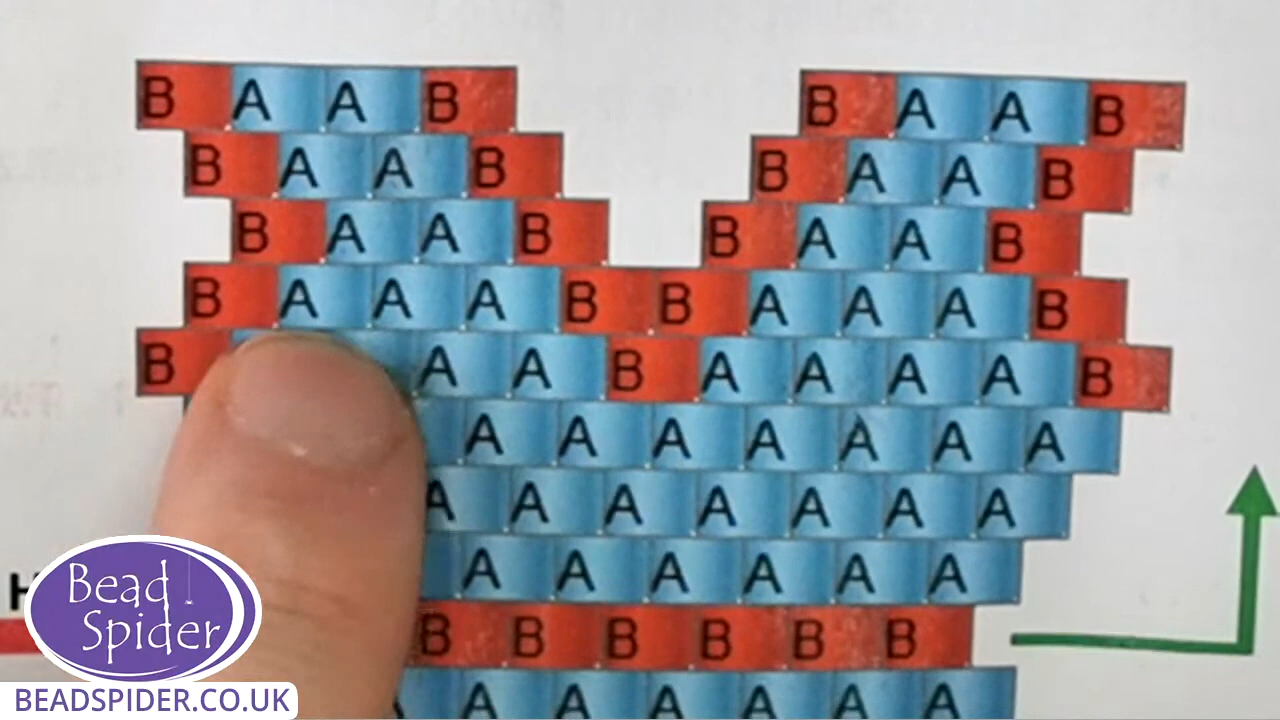 B A A B B A A B
B A A B B A A B
B A A B B A A B
B A A A B B A A A B
B A A B A A A A B
A A A A A A A
A A A A A A A
A A A A A A
B B B B B B
A A A A A A
H
Bead
Spider
BEADSPIDER.CO.UK